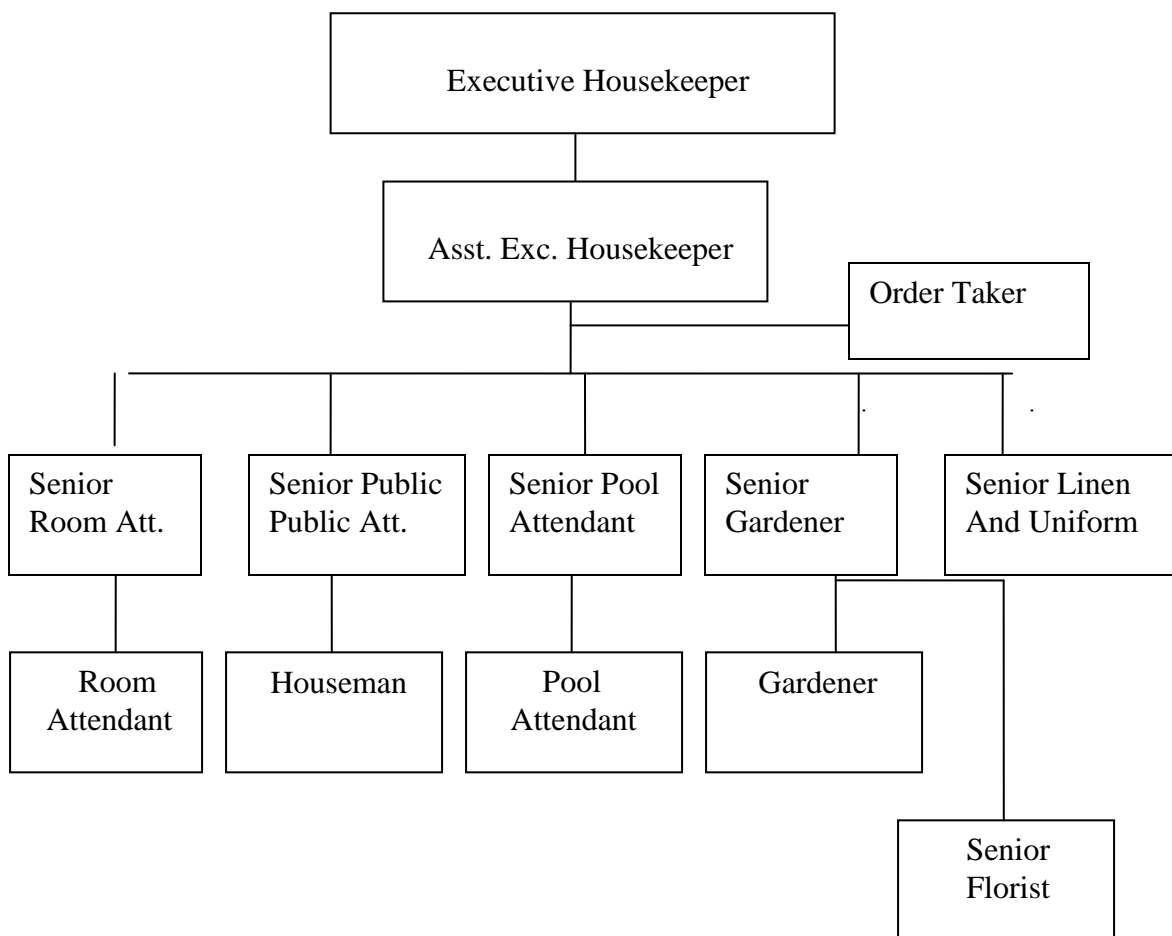 Executive Housekeeper
Asst. Exc. Housekeeper
Order Taker
Senior
Room Att.
Senior Public
Public Att.
Senior Pool
Attendant
Senior
Gardener
Senior Linen
And Uniform
Room
Attendant
Houseman
Pool
Attendant
Gardener
Senior
Florist